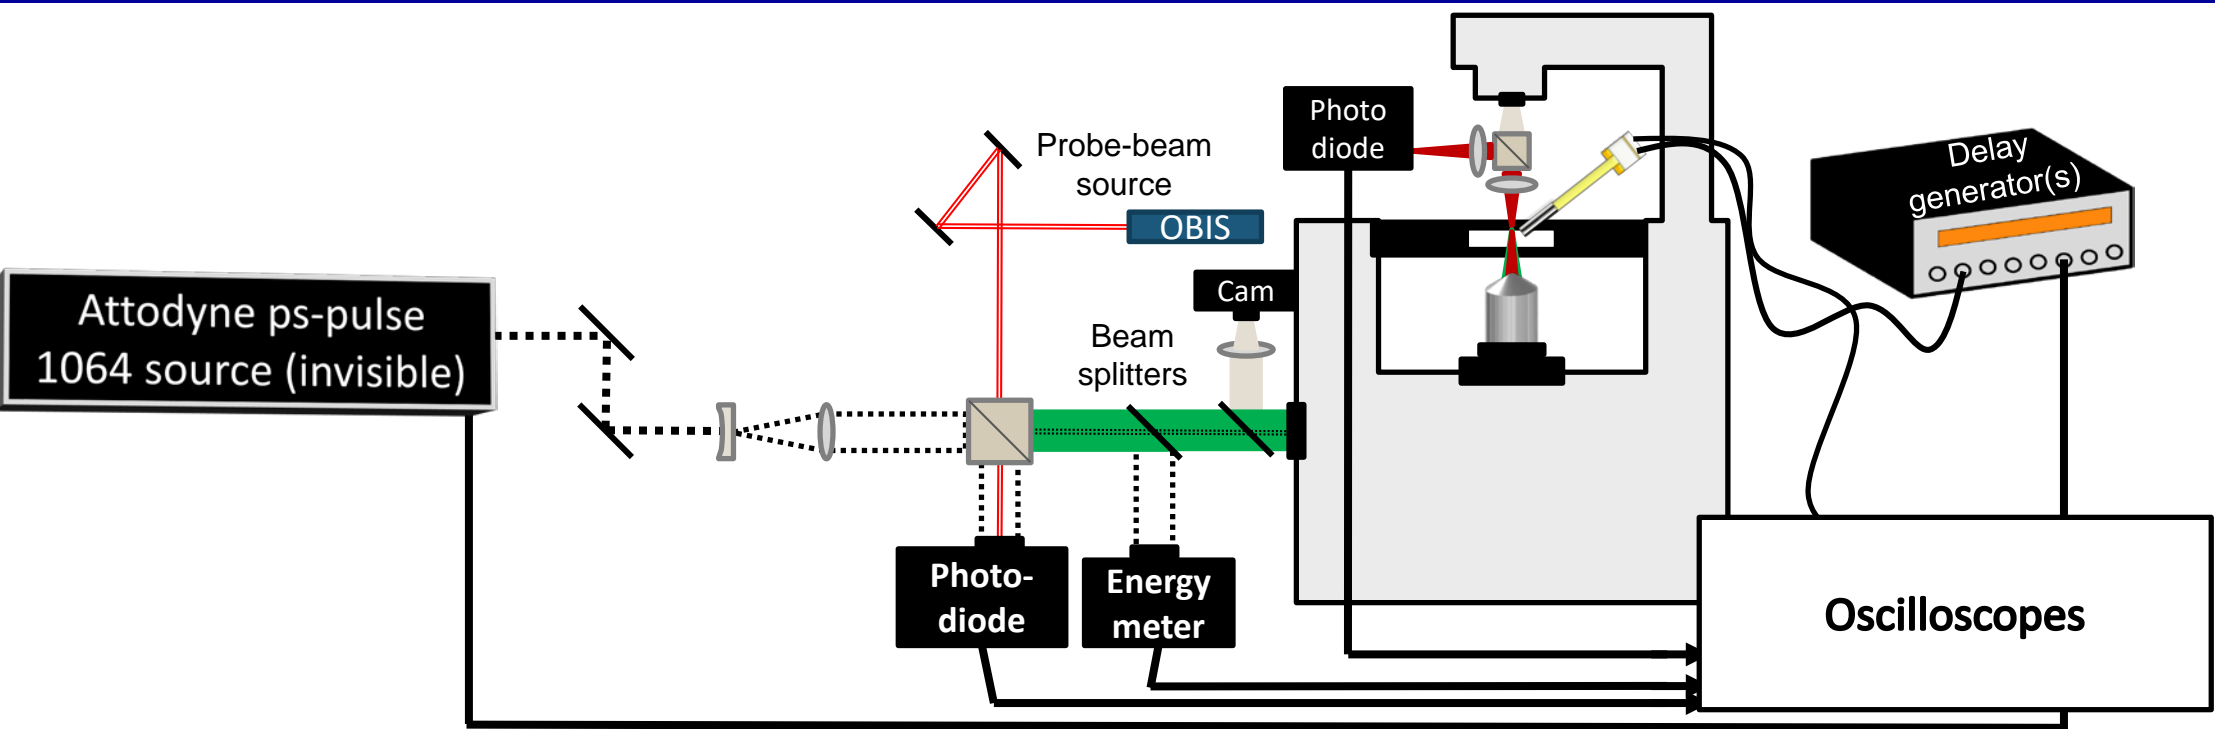 Photo
diode
Probe-beam
source
OBIS
Delay
generator(s)
Attodyne ps-pulse
1064 source (invisible)
Cam
Beam
splitters
Photo-
diode
Energy
meter
Oscilloscopes